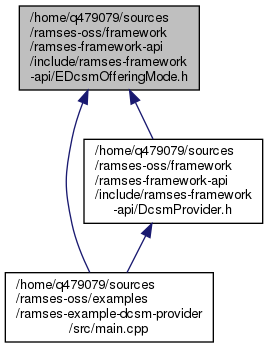 /home/q479079/sources
/ramses-oss/framework
/ramses-framework-api
/include/ramses-framework
-api/EDcsmOfferingMode.h
/home/q479079/sources
/ramses-oss/framework
/ramses-framework-api
/include/ramses-framework
-api/DcsmProvider.h
/home/q479079/sources
/ramses-oss/examples
/ramses-example-dcsm-provider
/src/main.cpp